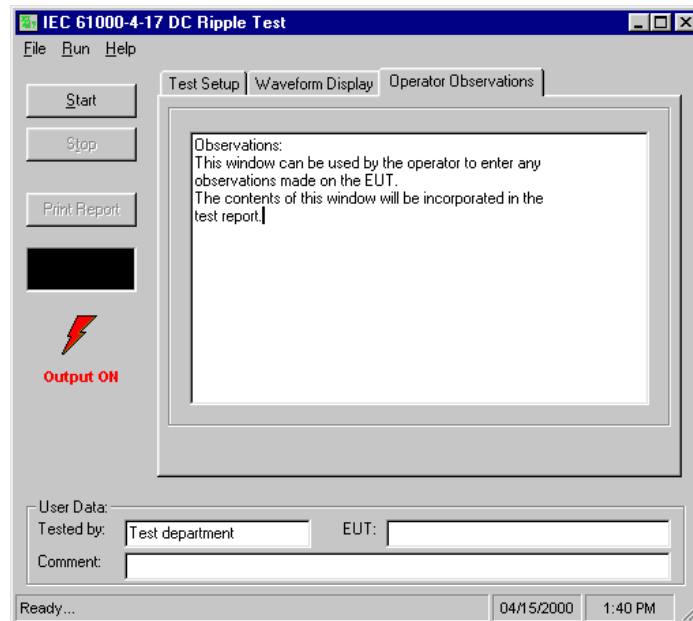 IEC 61000-4-17 DC Ripple Test
File Run Help
Start
Stop
Print Report
Output ON
Test Setup Waveform Display Operator Observations
Observations:
This window can be used by the operator to enter any
observations made on the EUT.
The contents of this window will be incorporated in the
test report.
User Data:
Tested by: Test department EUT:
Comment:
Ready... 04/15/2000 1:40 PM